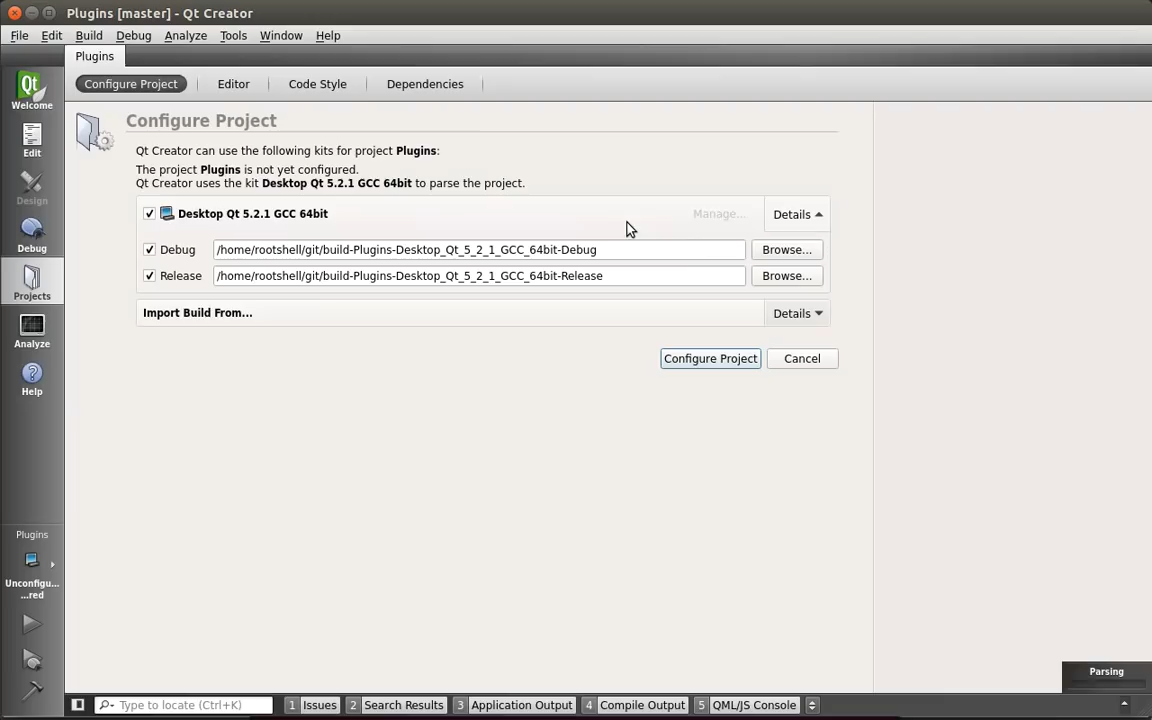 Plugins [master] - Qt Creator
File Edit Build Debug Analyze Tools Window Help
Plugins
Configure Project Editor Code Style Dependencies
Welcome
Edit
Design
Debug
Projects
Analyze
Help
Configure Project
Qt Creator can use the following kits for project Plugins:
The project Plugins is not yet configured.
Qt Creator uses the kit Desktop Qt 5.2.1 GCC 64bit to parse the project.
Desktop Qt 5.2.1 GCC 64bit Manage... Details
Debug /home/rootshell/git/build-Plugins-Desktop_Qt_5_2_1_GCC_64bit-Debug Browse...
Release /home/rootshell/git/build-Plugins-Desktop_Qt_5_2_1_GCC_64bit-Release Browse...
Import Build From... Details
Configure Project Cancel
Plugins
Unconfigu...
...red
Parsing
Type to locate (Ctrl+K) 1 Issues 2 Search Results 3 Application Output 4 Compile Output 5 QML/JS Console